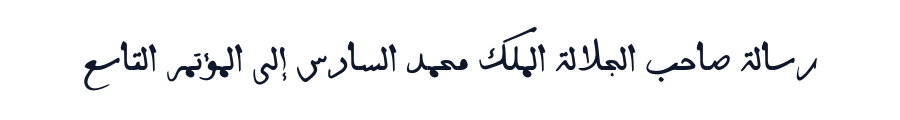 رسالة صاحب الجلالة الملك محمد السادس إلى المؤتمر التاسع